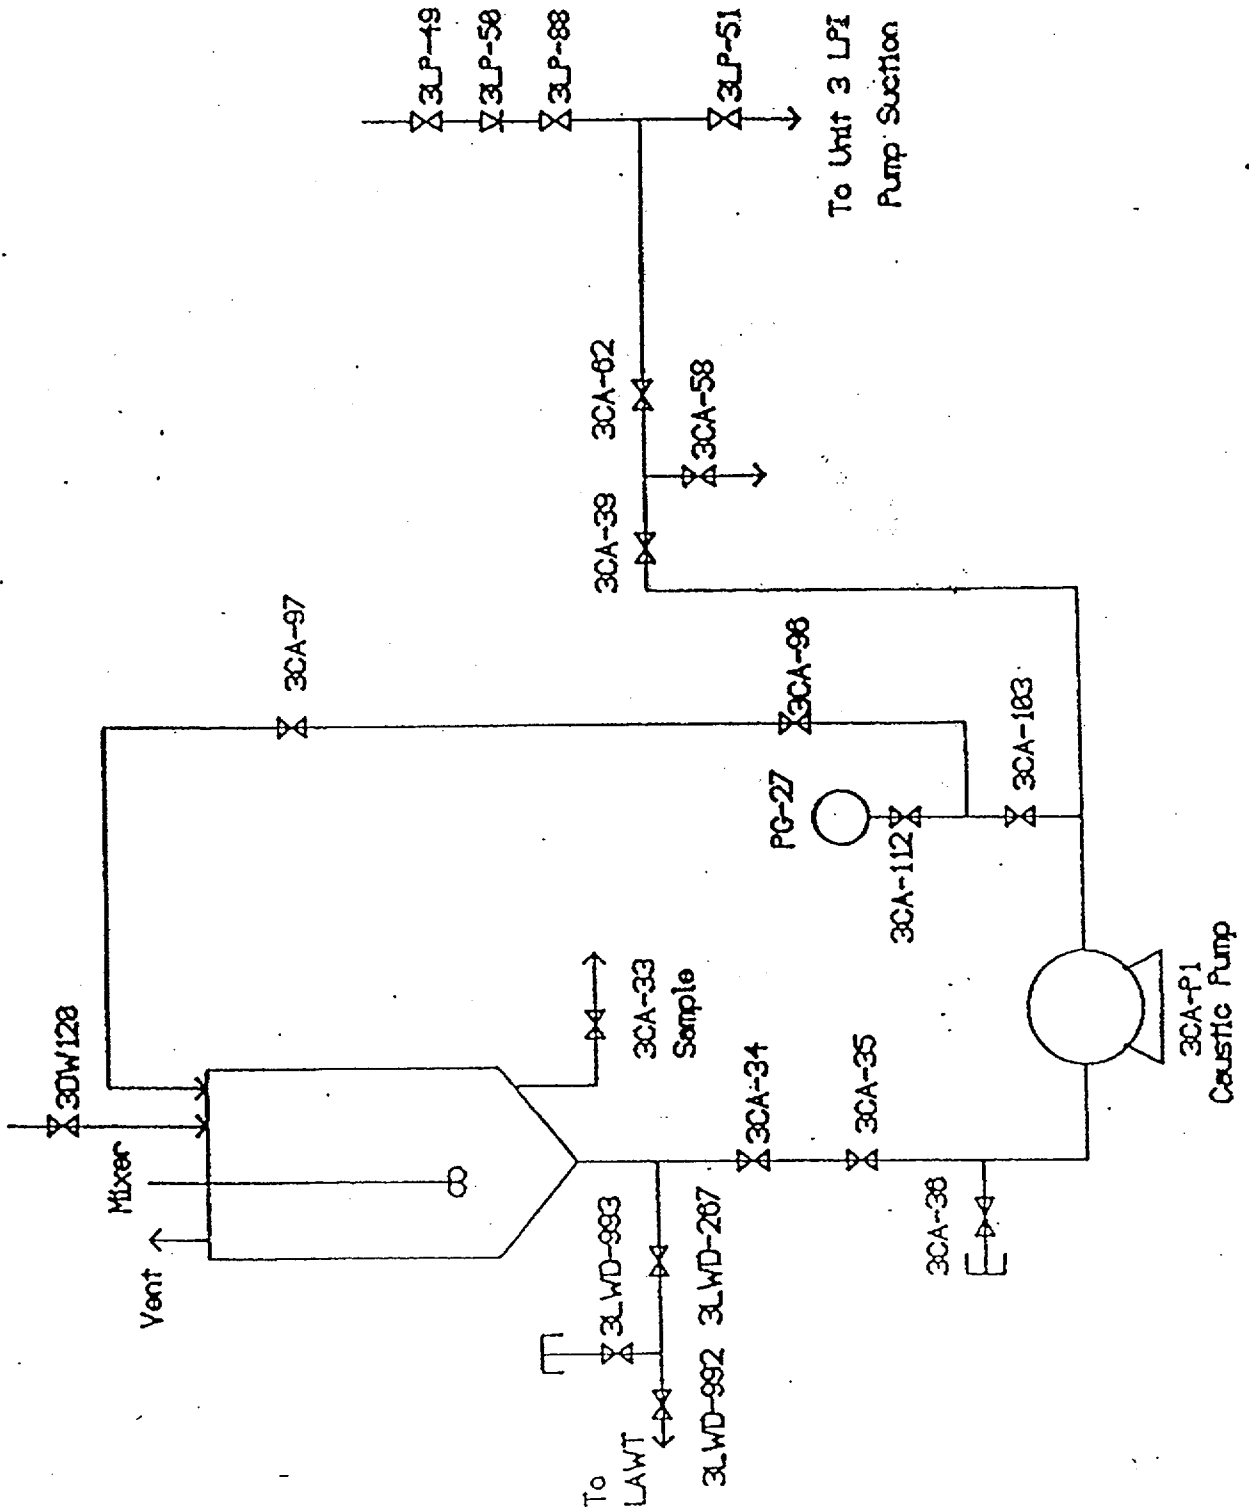 3LP-49
3LP-50
3LP-88
3LP-51
To Unit 3 LPI
Pump Suction
3CA-62
3CA-58
3CA-39
3CA-97
3CA-96
3CA-103
PG-27
3CA-112
3DW120
Mixer
Vent
3CA-33
Sample
3CA-34
3CA-35
3CA-P1
Caustic Pump
3CA-38
3LWD-993
3LWD-992 3LWD-267
To
LAWT